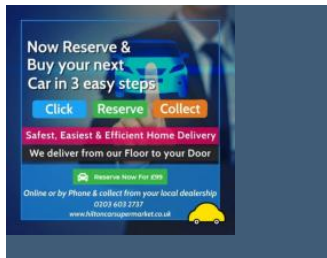 Now Reserve &
Buy your next
Car in 3 easy steps
Click Reserve Collect
Safest, Easiest & Efficient Home Delivery
We deliver from our Floor to your Door
Reserve Now For £99
Online or by Phone & collect from your local dealership
0203 603 2737
www.hiltoncarsupermarket.co.uk